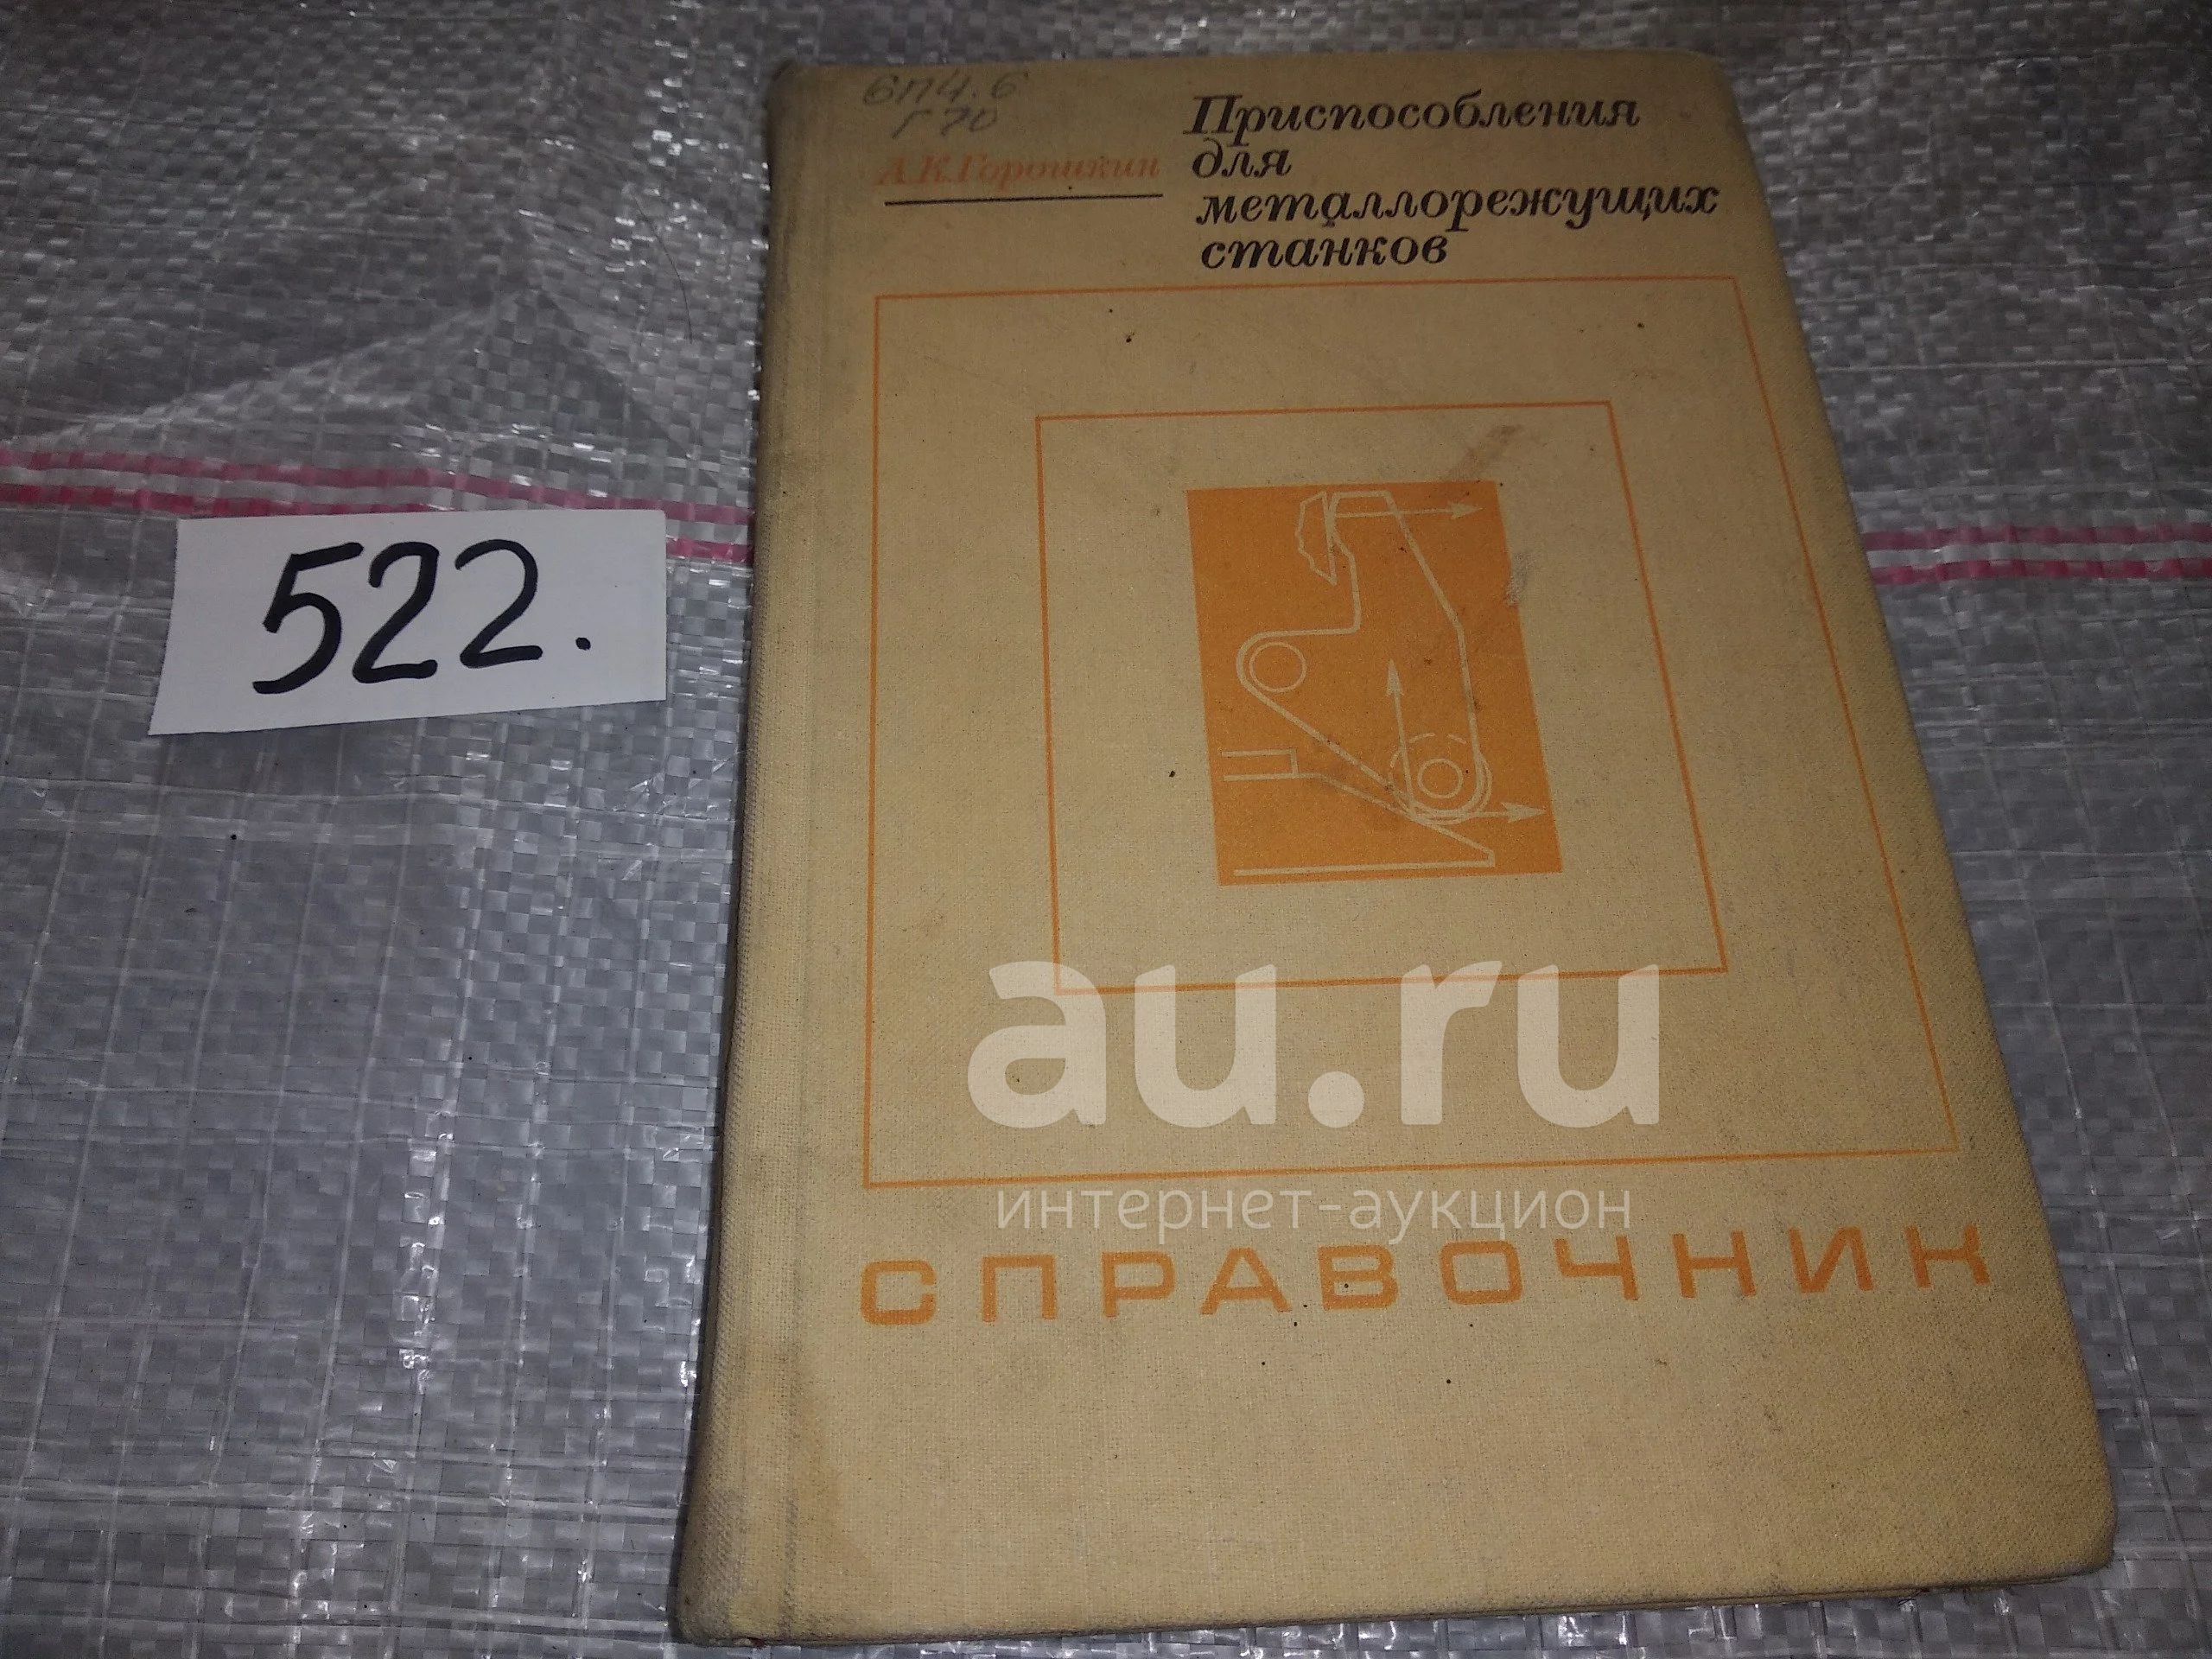 6П4.6
Г70
А.К.Горошкин
Приспособления
для
металлорежущих
станков
522.
au.ru
интернет-аукцион
СПРАВОЧНИК